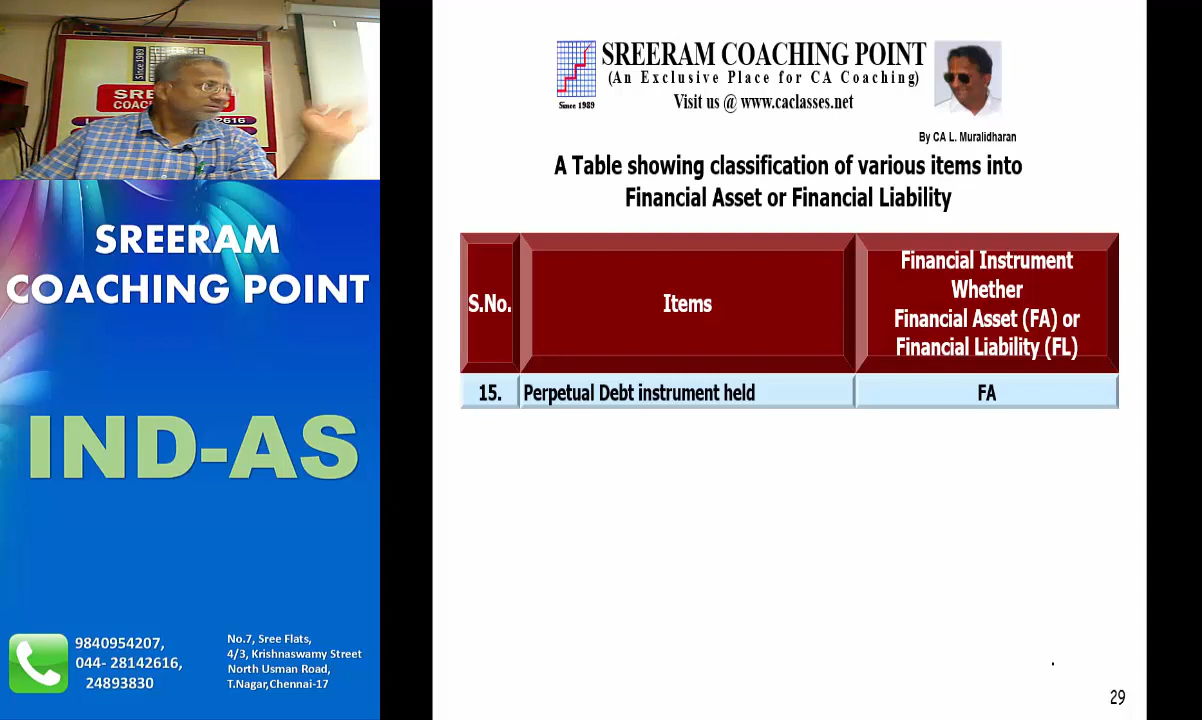 Since 1989
SREERAM COACHING POINT
(An Exclusive Place for CA Coaching)
Since 1989
Visit us @ www.caclasses.net
By CA L. Muralidharan
A Table showing classification of various items into
Financial Asset or Financial Liability
S.No.
Items
Financial Instrument
Whether
Financial Asset (FA) or
Financial Liability (FL)
15.
Perpetual Debt instrument held
FA
29
SREERAM
COACHING POINT
IND-AS
9840954207,
044- 28142616,
24893830
No.7, Sree Flats,
4/3, Krishnaswamy Street
North Usman Road,
T.Nagar,Chennai-17